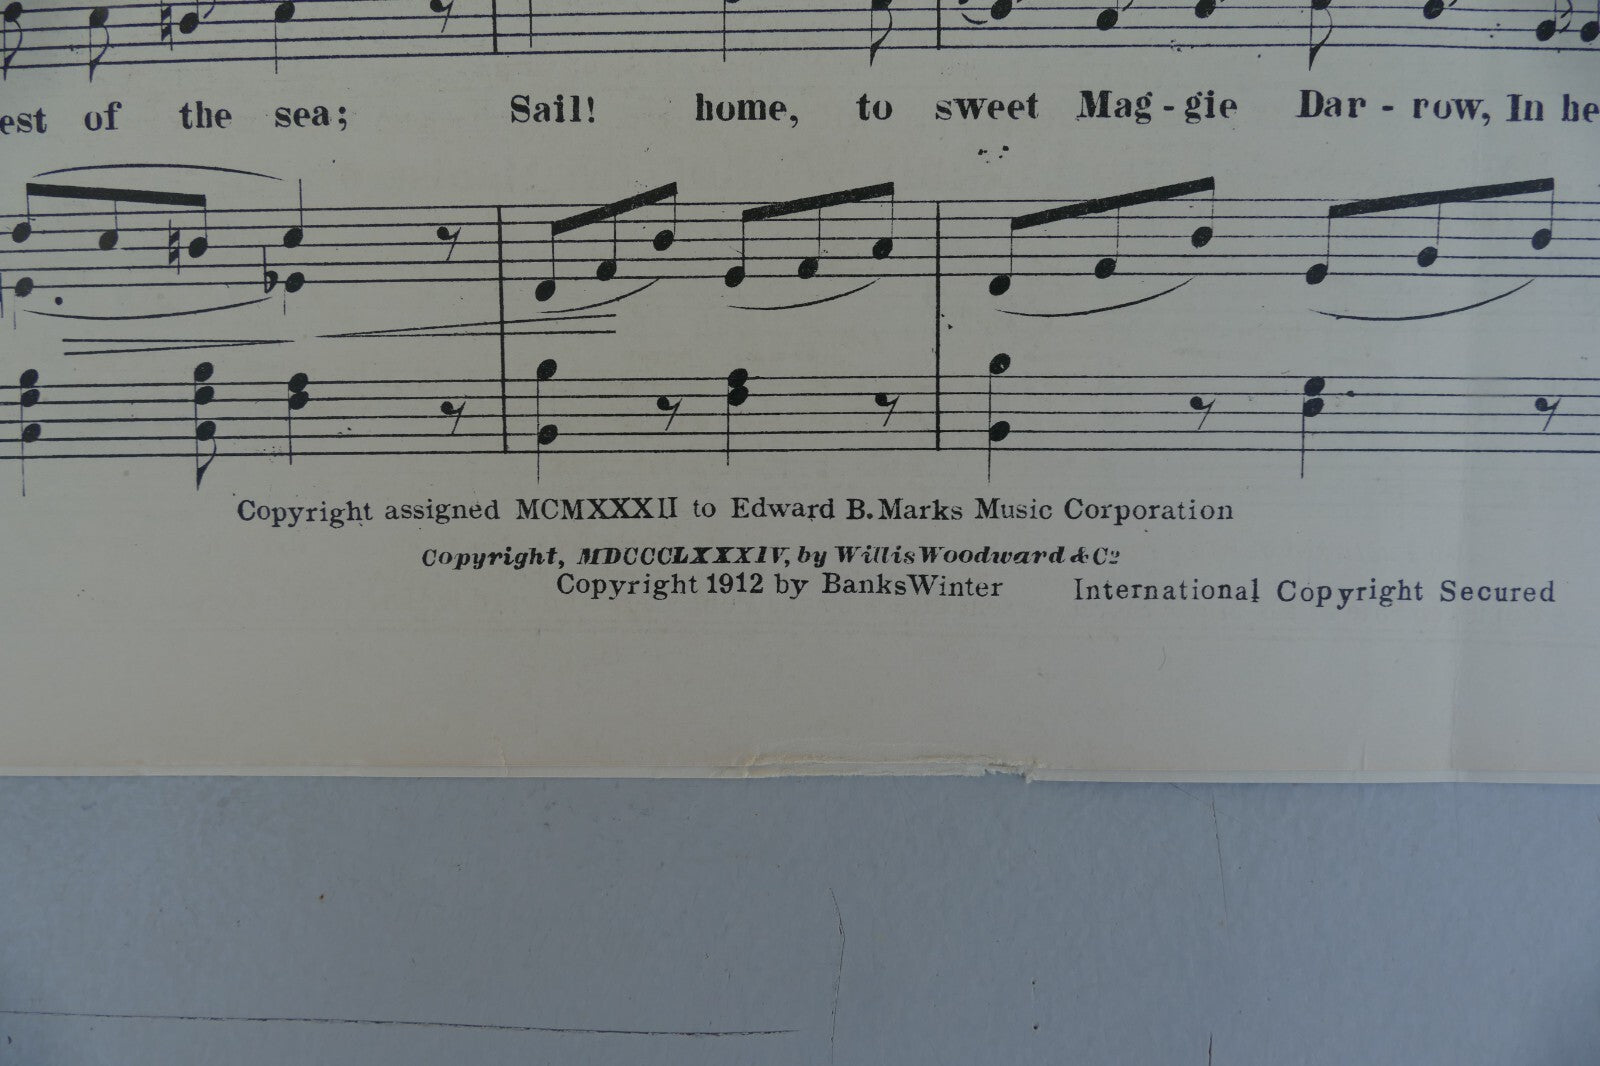 est of the sea; Sail! home, to sweet Mag-gie Dar-row, In he
Copyright assigned MCMXXXII to Edward B. Marks Music Corporation
Copyright, MDCCCLXXXIV, by Willis Woodward & Co
Copyright 1912 by Banks Winter International Copyright Secured